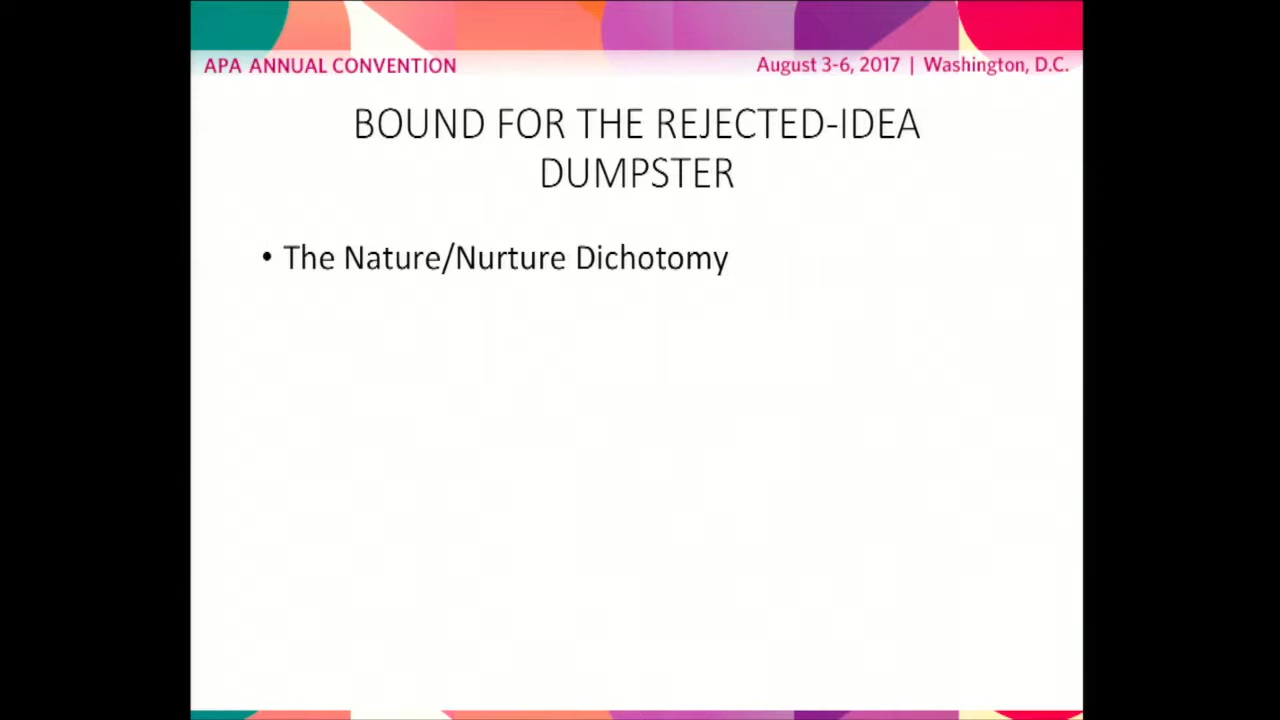 APA ANNUAL CONVENTION
August 3-6, 2017 | Washington, D.C.
BOUND FOR THE REJECTED-IDEA
DUMPSTER
• The Nature/Nurture Dichotomy